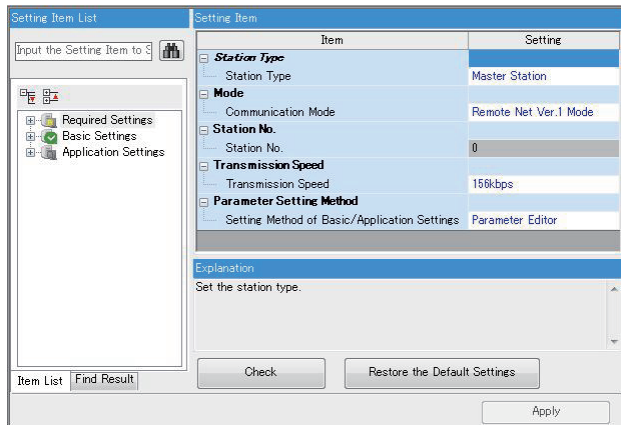 Setting Item List
Input the Setting Item to S
Required Settings
Basic Settings
Application Settings
Item List
Find Result
Setting Item
Item Setting
Station Type
Station Type Master Station
Mode
Communication Mode Remote Net Ver.1 Mode
Station No.
Station No. 0
Transmission Speed
Transmission Speed 156kbps
Parameter Setting Method
Setting Method of Basic/Application Settings Parameter Editor
Explanation
Set the station type.
Check Restore the Default Settings
Apply